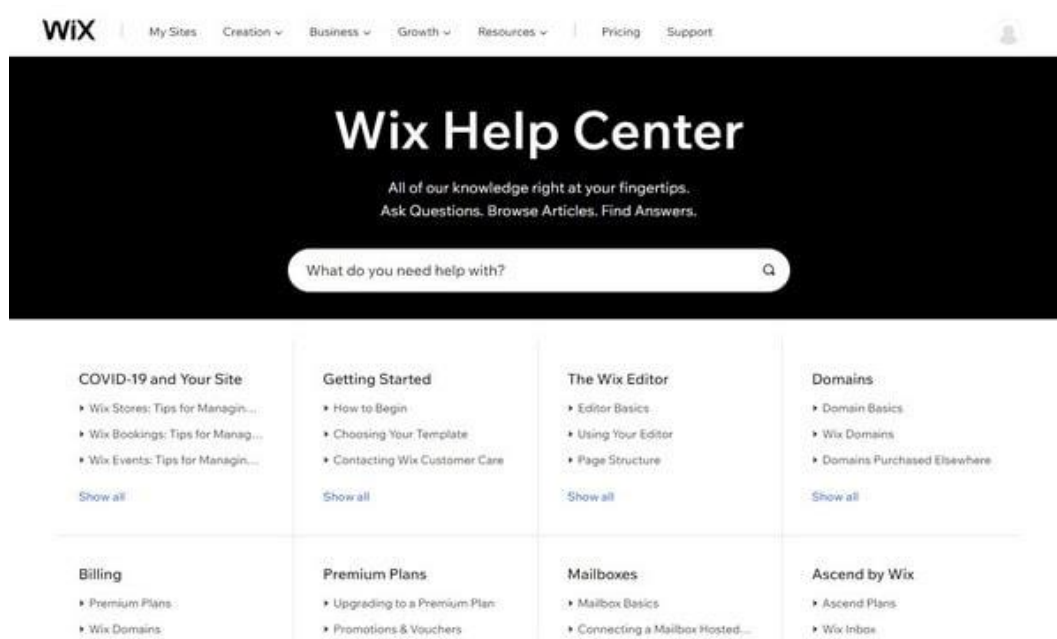 WiX My Sites Creation Business Growth Resources Pricing Support
Wix Help Center
All of our knowledge right at your fingertips.
Ask Questions. Browse Articles. Find Answers.
What do you need help with?
COVID-19 and Your Site
Wix Stores: Tips for Managin...
Wix Bookings: Tips for Manag...
Wix Events: Tips for Managin...
Show all
Getting Started
How to Begin
Choosing Your Template
Contacting Wix Customer Care
Show all
The Wix Editor
Editor Basics
Using Your Editor
Page Structure
Show all
Domains
Domain Basics
Wix Domains
Domains Purchased Elsewhere
Show all
Billing
Premium Plans
Wix Domains
Premium Plans
Upgrading to a Premium Plan
Promotions & Vouchers
Mailboxes
Mailbox Basics
Connecting a Mailbox Hosted...
Ascend by Wix
Ascend Plans
Wix Inbox